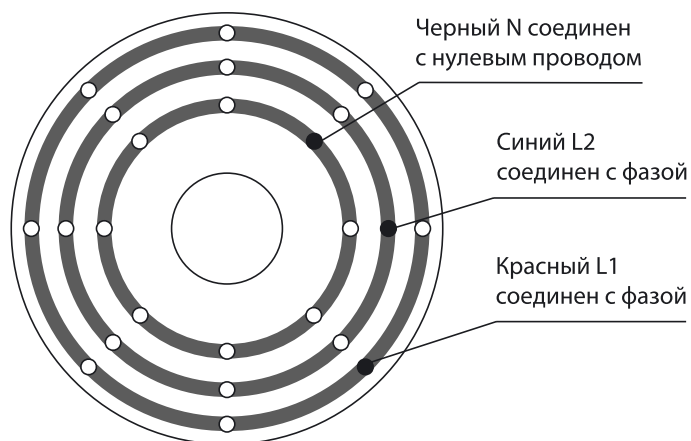 Черный N соединен
с нулевым проводом
Синий L2
соединен с фазой
Красный L1
соединен с фазой